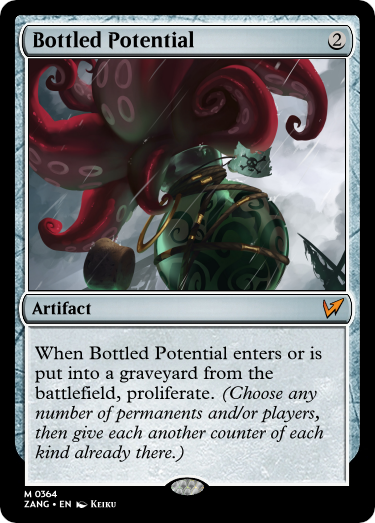 Bottled Potential 2
Artifact
When Bottled Potential enters or is
put into a graveyard from the
battlefield, proliferate. (Choose any
number of permanents and/or players,
then give each another counter of each
kind already there.)
M 0364
ZANG • EN Keiku